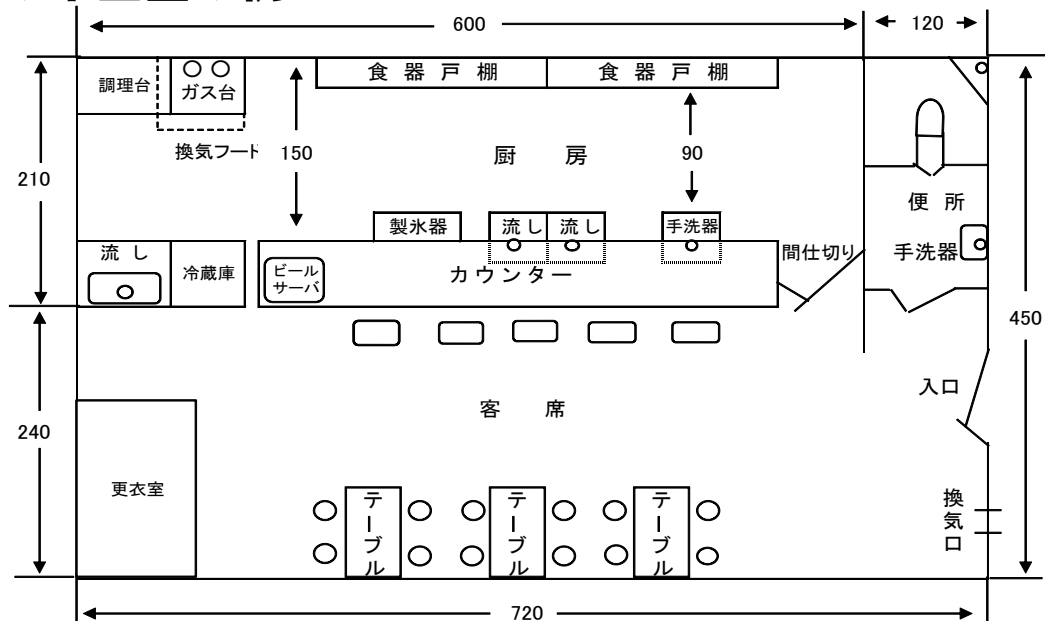 600
120
調理台
ガス台
食器戸棚
食器戸棚
換気フード
150
厨房
90
210
便所
製氷器
流し
流し
手洗器
流し
冷蔵庫
ビール
サーバ
カウンター
間仕切り
手洗器
450
入口
客席
240
更衣室
テーブル
テーブル
テーブル
換気口
720